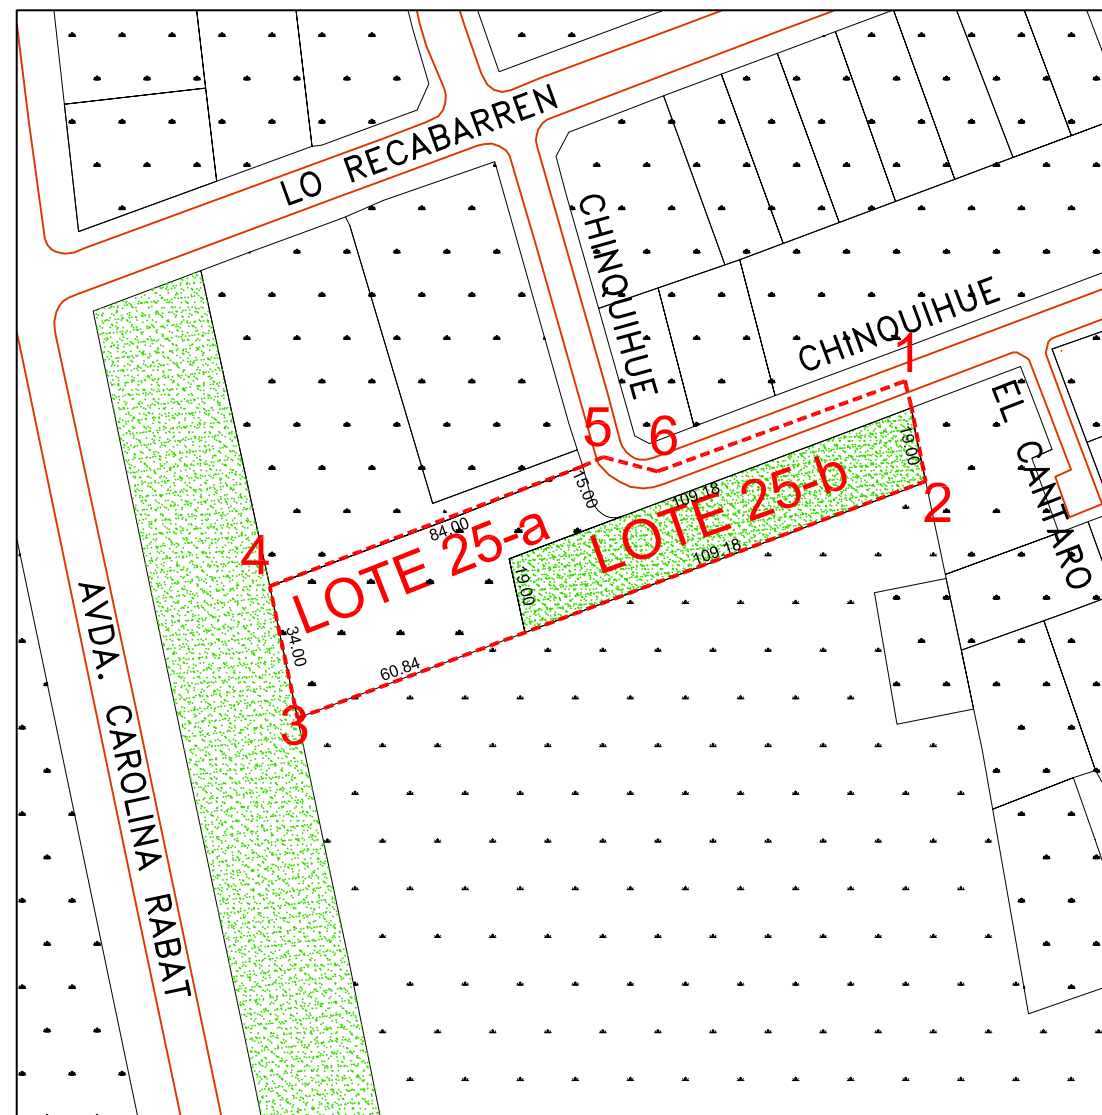 LO RECABARREN
CHINQUIHUE
CHINQUIHUE
1
EL CANTARO
5
6
19.00
15.00
109.18
LOTE 25-b
2
84.00
LOTE 25-a
4
109.18
19.00
34.00
60.84
3
AVDA. CAROLINA RABAT